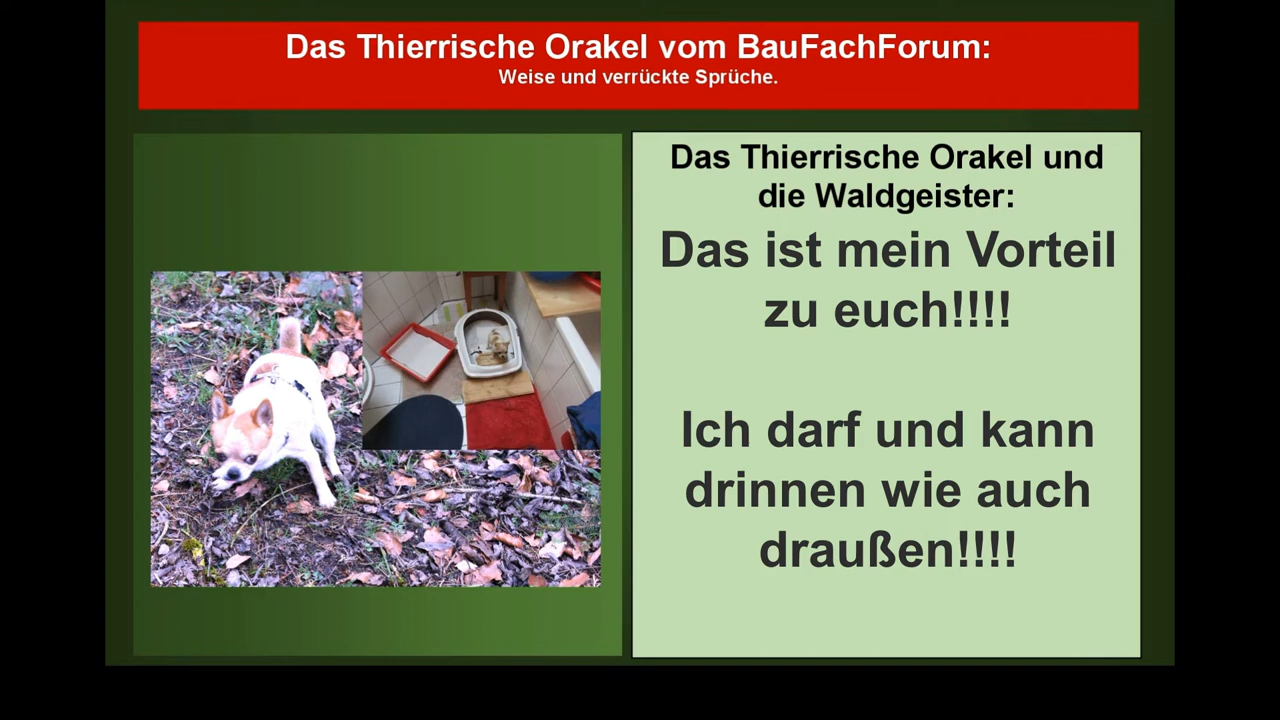 Das Thierrische Orakel vom BauFachForum:
Weise und verrückte Sprüche.
Das Thierrische Orakel und
die Waldgeister:
Das ist mein Vorteil
zu euch!!!!
Ich darf und kann
drinnen wie auch
draußen!!!!